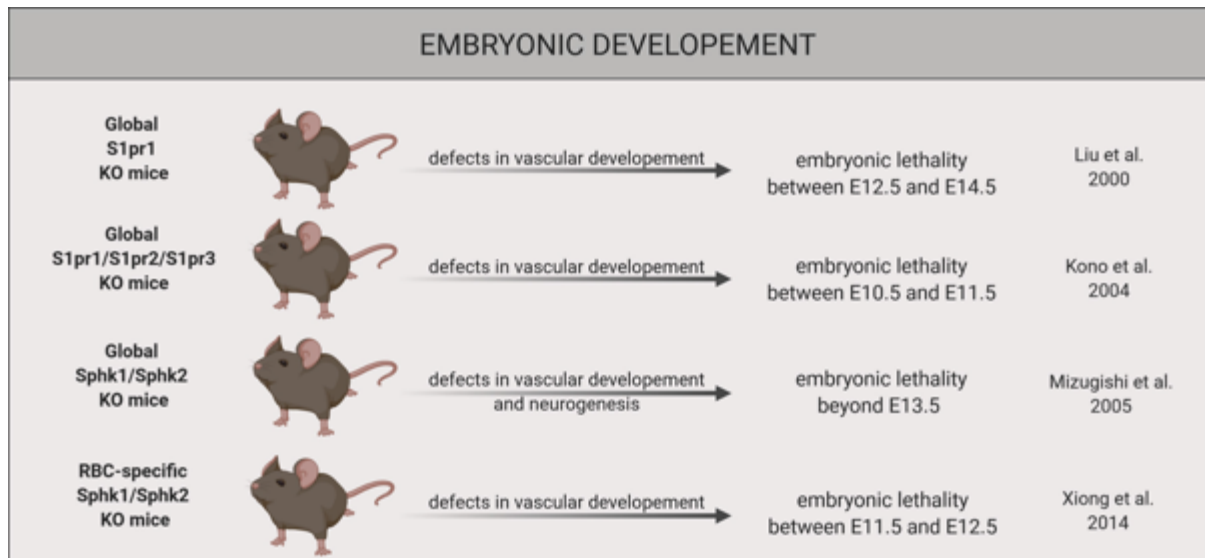 EMBRYONIC DEVELOPEMENT
Global
S1pr1
KO mice
defects in vascular developement
embryonic lethality
between E12.5 and E14.5
Liu et al.
2000
Global
S1pr1/S1pr2/S1pr3
KO mice
defects in vascular developement
embryonic lethality
between E10.5 and E11.5
Kono et al.
2004
Global
Sphk1/Sphk2
KO mice
defects in vascular developement
and neurogenesis
embryonic lethality
beyond E13.5
Mizugishi et al.
2005
RBC-specific
Sphk1/Sphk2
KO mice
defects in vascular developement
embryonic lethality
between E11.5 and E12.5
Xiong et al.
2014